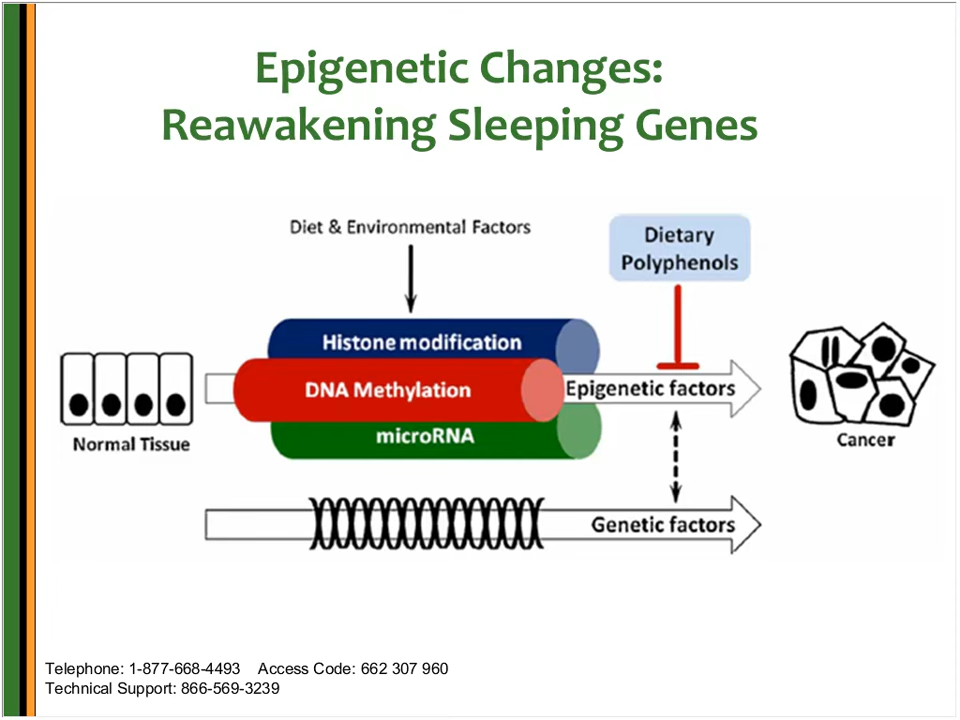 Epigenetic Changes:
Reawakening Sleeping Genes
Diet & Environmental Factors
Dietary
Polyphenols
Histone modification
DNA Methylation
Epigenetic factors
microRNA
Normal Tissue
Cancer
Genetic factors
Telephone: 1-877-668-4493 Access Code: 662 307 960
Technical Support: 866-569-3239